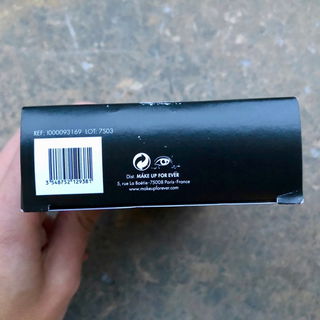 REF: I000093169 LOT: 7S03
3 548752 129381
Dist. MAKE UP FOR EVER
5, rue La Boétie-75008 Paris-France
www.makeupforever.com